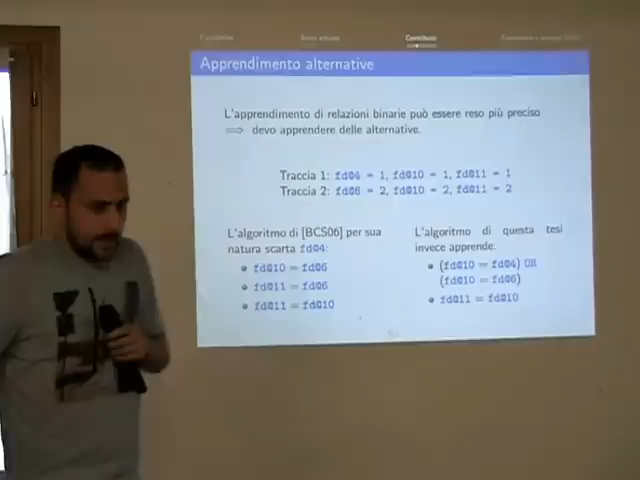 Contributo
Apprendimento alternative
L'apprendimento di relazioni binarie può essere reso più preciso
⟹ devo apprendere delle alternative.
Traccia 1: fd04 = 1, fd010 = 1, fd011 = 1
Traccia 2: fd06 = 2, fd010 = 2, fd011 = 2
L'algoritmo di [BCS06] per sua
natura scarta fd04:
fd010 = fd06
fd011 = fd06
fd011 = fd010
L'algoritmo di questa tesi
invece apprende:
(fd010 = fd04) OR
(fd010 = fd06)
fd011 = fd010